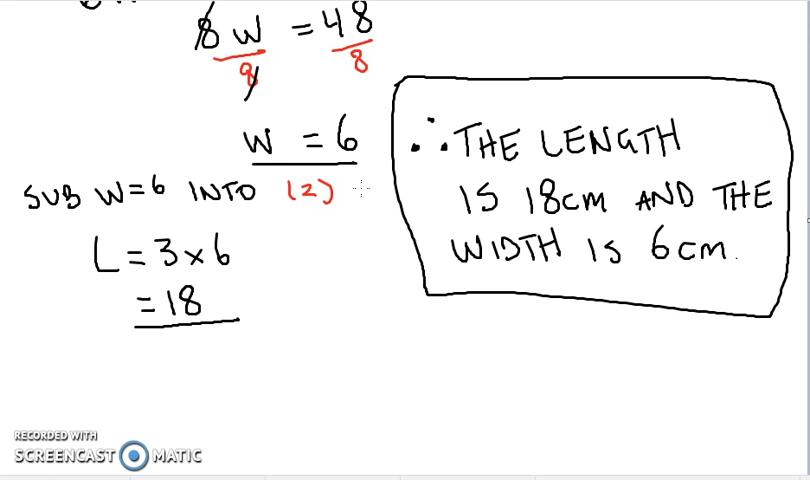 8w = 48
8 8
w = 6
SUB W=6 INTO (2)
L = 3 × 6
= 18
∴ THE LENGTH
IS 18cm AND THE
WIDTH IS 6cm.
RECORDED WITH
SCREENCAST MATIC